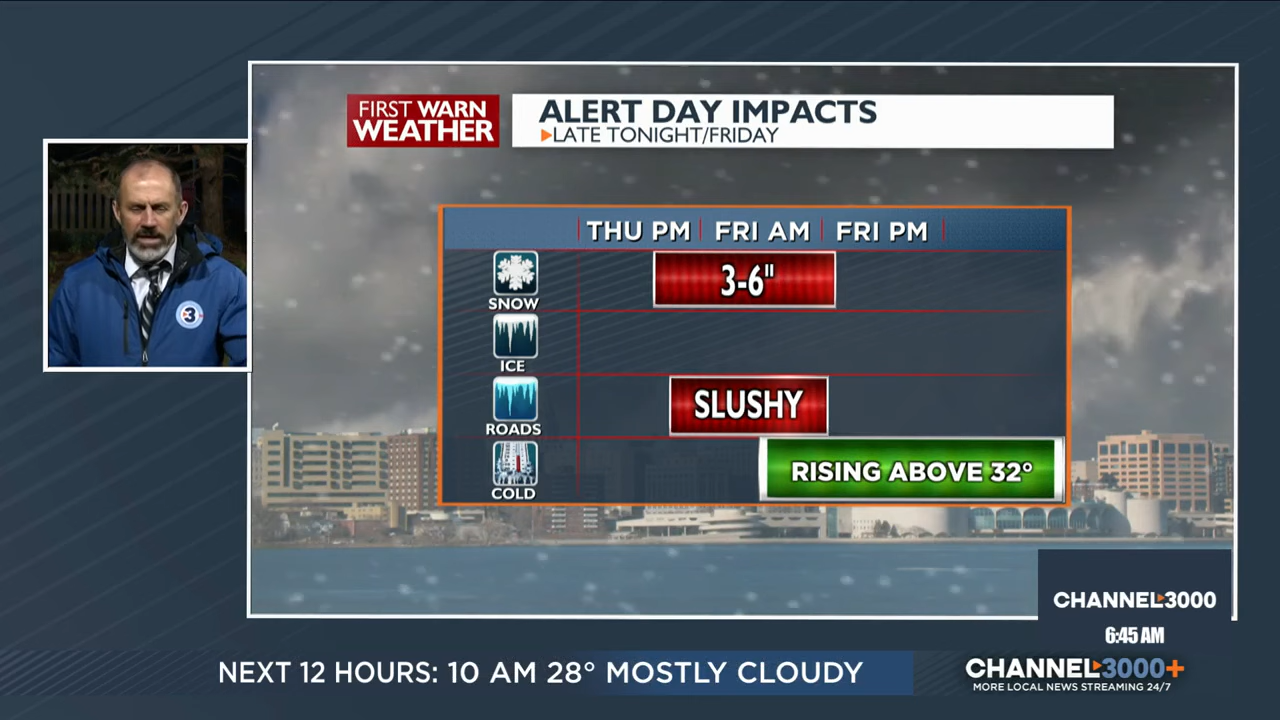 FIRST WARN
WEATHER
ALERT DAY IMPACTS
LATE TONIGHT/FRIDAY
THU PM FRI AM FRI PM
SNOW
3-6"
ICE
ROADS
SLUSHY
COLD
RISING ABOVE 32°
3
CHANNEL3000
6:45 AM
NEXT 12 HOURS: 10 AM 28° MOSTLY CLOUDY
CHANNEL3000+
MORE LOCAL NEWS STREAMING 24/7